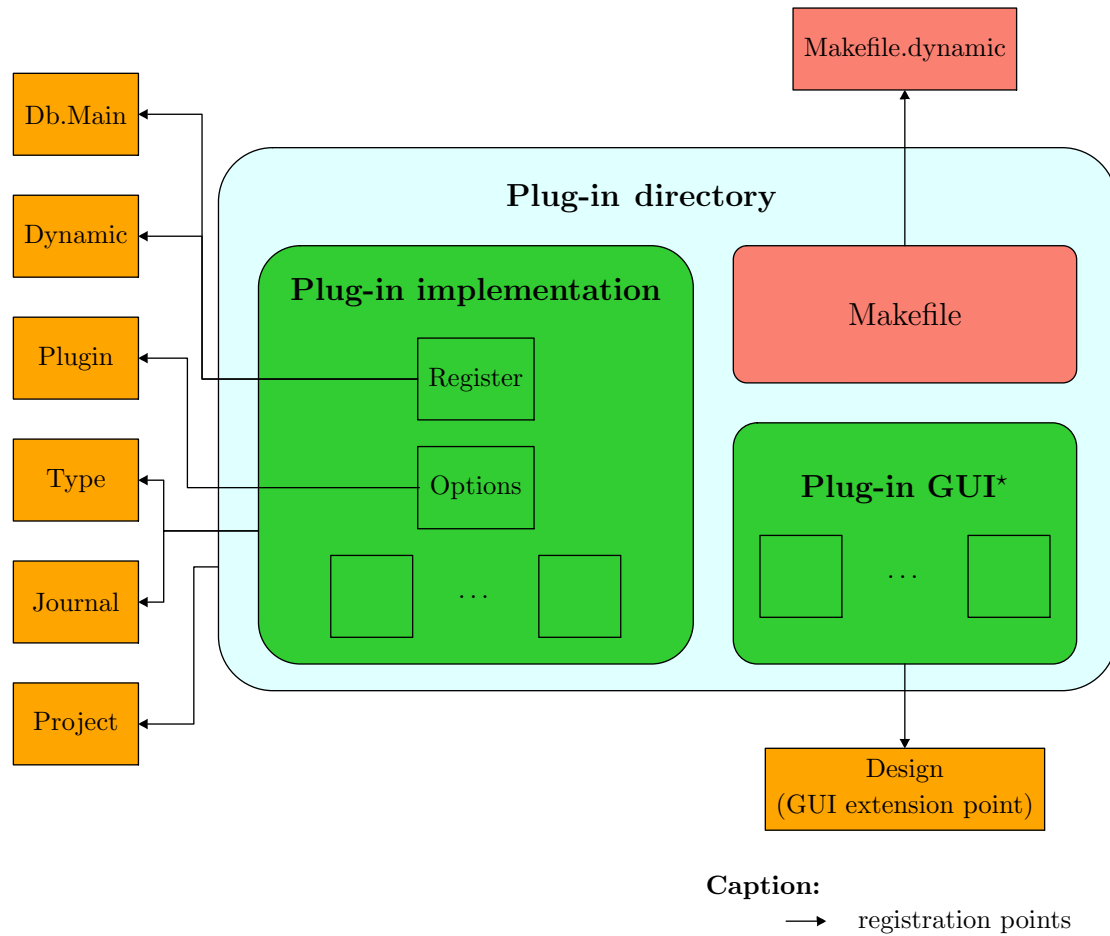 Makefile.dynamic
Db.Main
Plug-in directory
Dynamic
Plug-in implementation
Makefile
Plugin
Register
Type
Options
Plug-in GUI⋆
Journal
...
...
Project
Design
(GUI extension point)
Caption:
registration points